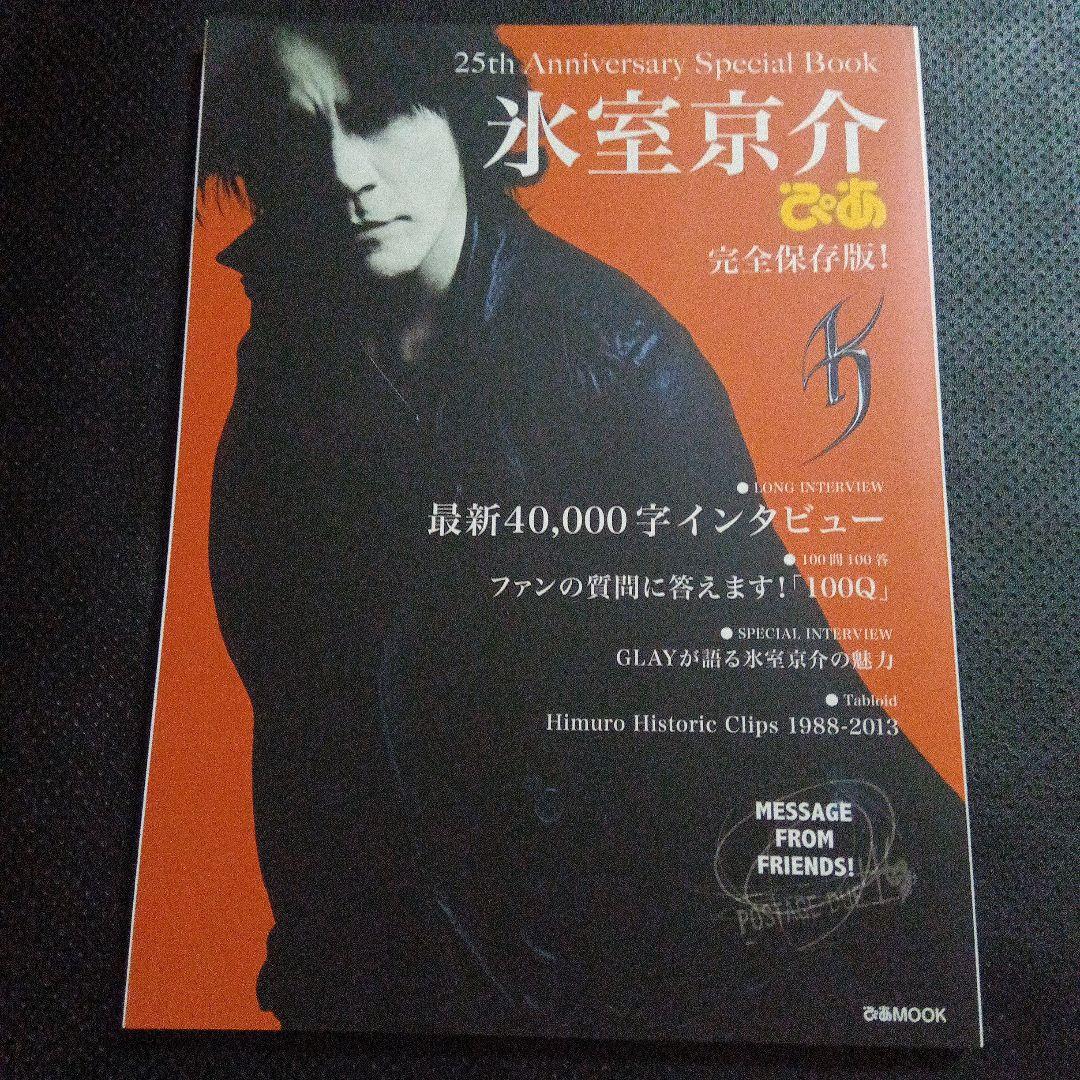 25th Anniversary Special Book
氷室京介
ぴあ
完全保存版!
● LONG INTERVIEW
最新40,000字インタビュー
● 100問100答
ファンの質問に答えます!「100Q」
● SPECIAL INTERVIEW
GLAYが語る氷室京介の魅力
● Tabloid
Himuro Historic Clips 1988-2013
MESSAGE
FROM
FRIENDS!
POSTAGE DUE
ぴあMOOK